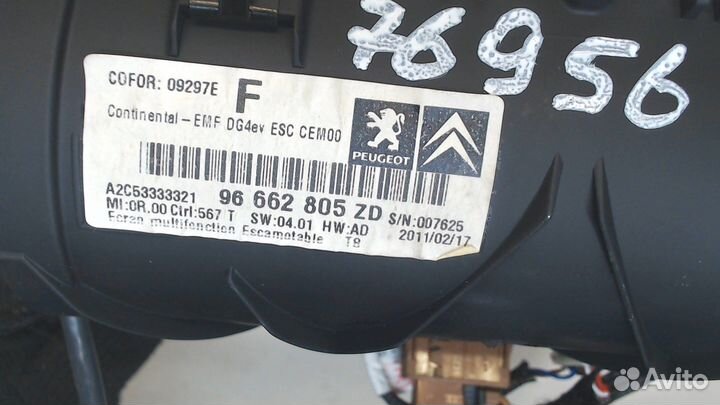 76956
COFOR: 09297E F
Continental - EMF DG4ev ESC CEM00
PEUGEOT
A2C53333321 96 662 805 ZD S/N:007625
MI:0R.00 Cirl:567 T SW:04.01 HW:AD 2011/02/17
Ecran multifonction Escamotable TB
Avito